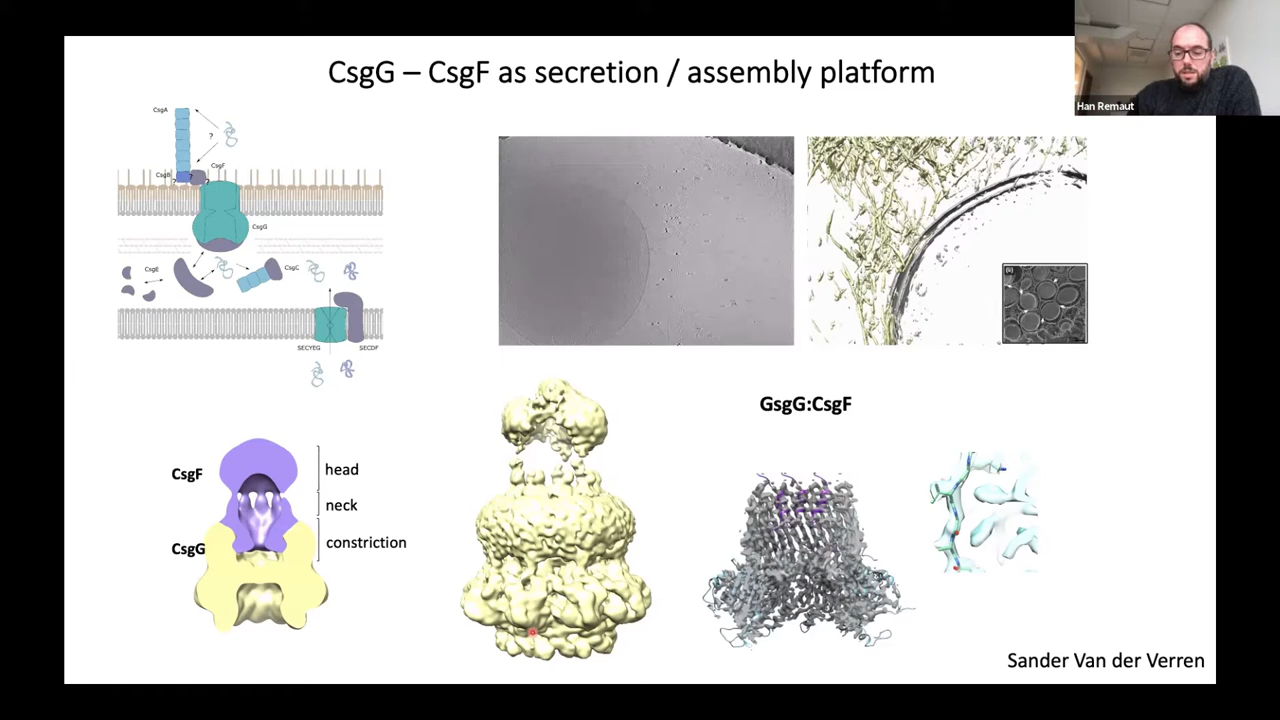 CsgG – CsgF as secretion / assembly platform
Han Remaut
CsgA
?
CsgF
CsgB
?
?
?
CsgG
CsgE
CsgC
SECYEG
SECDF
(ii)
CsgF
CsgG
head
neck
constriction
GsgG:CsgF
Sander Van der Verren